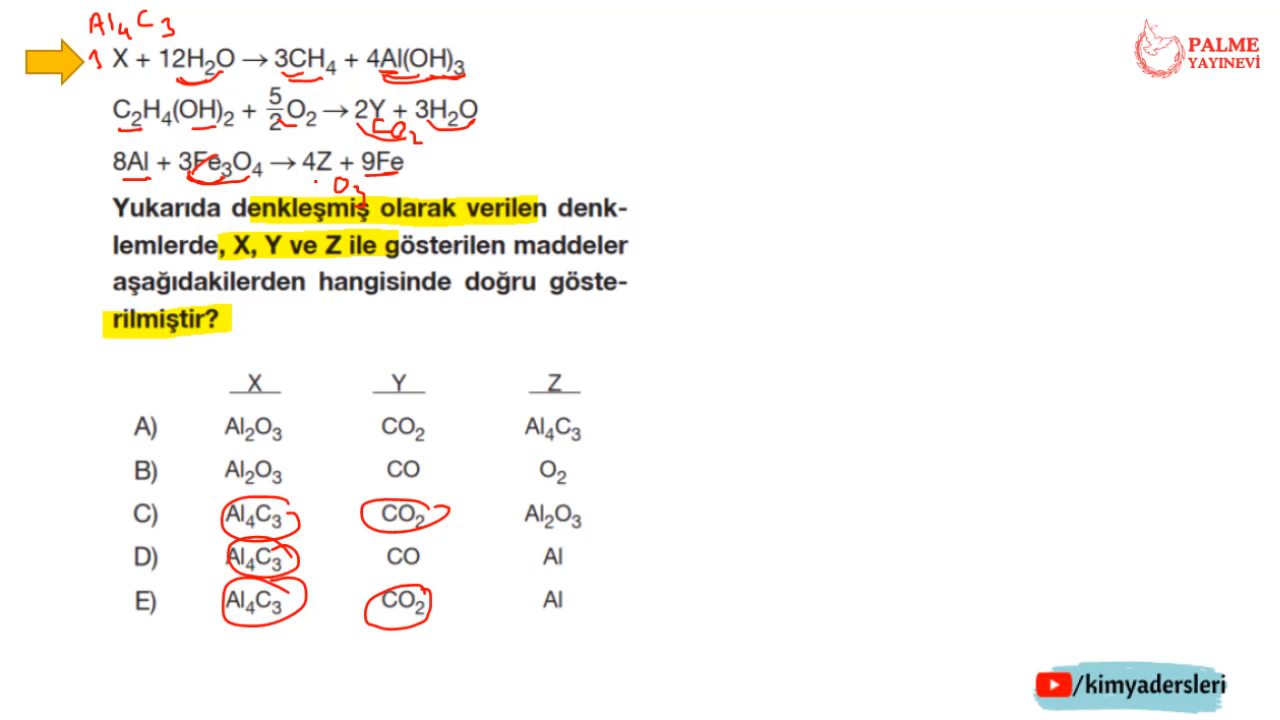 Al₄C₃
PALME
YAYINEVİ
1 X + 12H₂O → 3CH₄ + 4Al(OH)₃
C₂H₄(OH)₂ + 5/2 O₂ → 2Y + 3H₂O
CO₂
8Al + 3Fe₃O₄ → 4Z + 9Fe
O₃
Yukarıda denkleşmiş olarak verilen denk-
lemlerde, X, Y ve Z ile gösterilen maddeler
aşağıdakilerden hangisinde doğru göste-
rilmiştir?
X Y Z
A) Al₂O₃ CO₂ Al₄C₃
B) Al₂O₃ CO O₂
C) Al₄C₃ CO₂ Al₂O₃
D) Al₄C₃ CO Al
E) Al₄C₃ CO₂ Al
/kimyadersleri